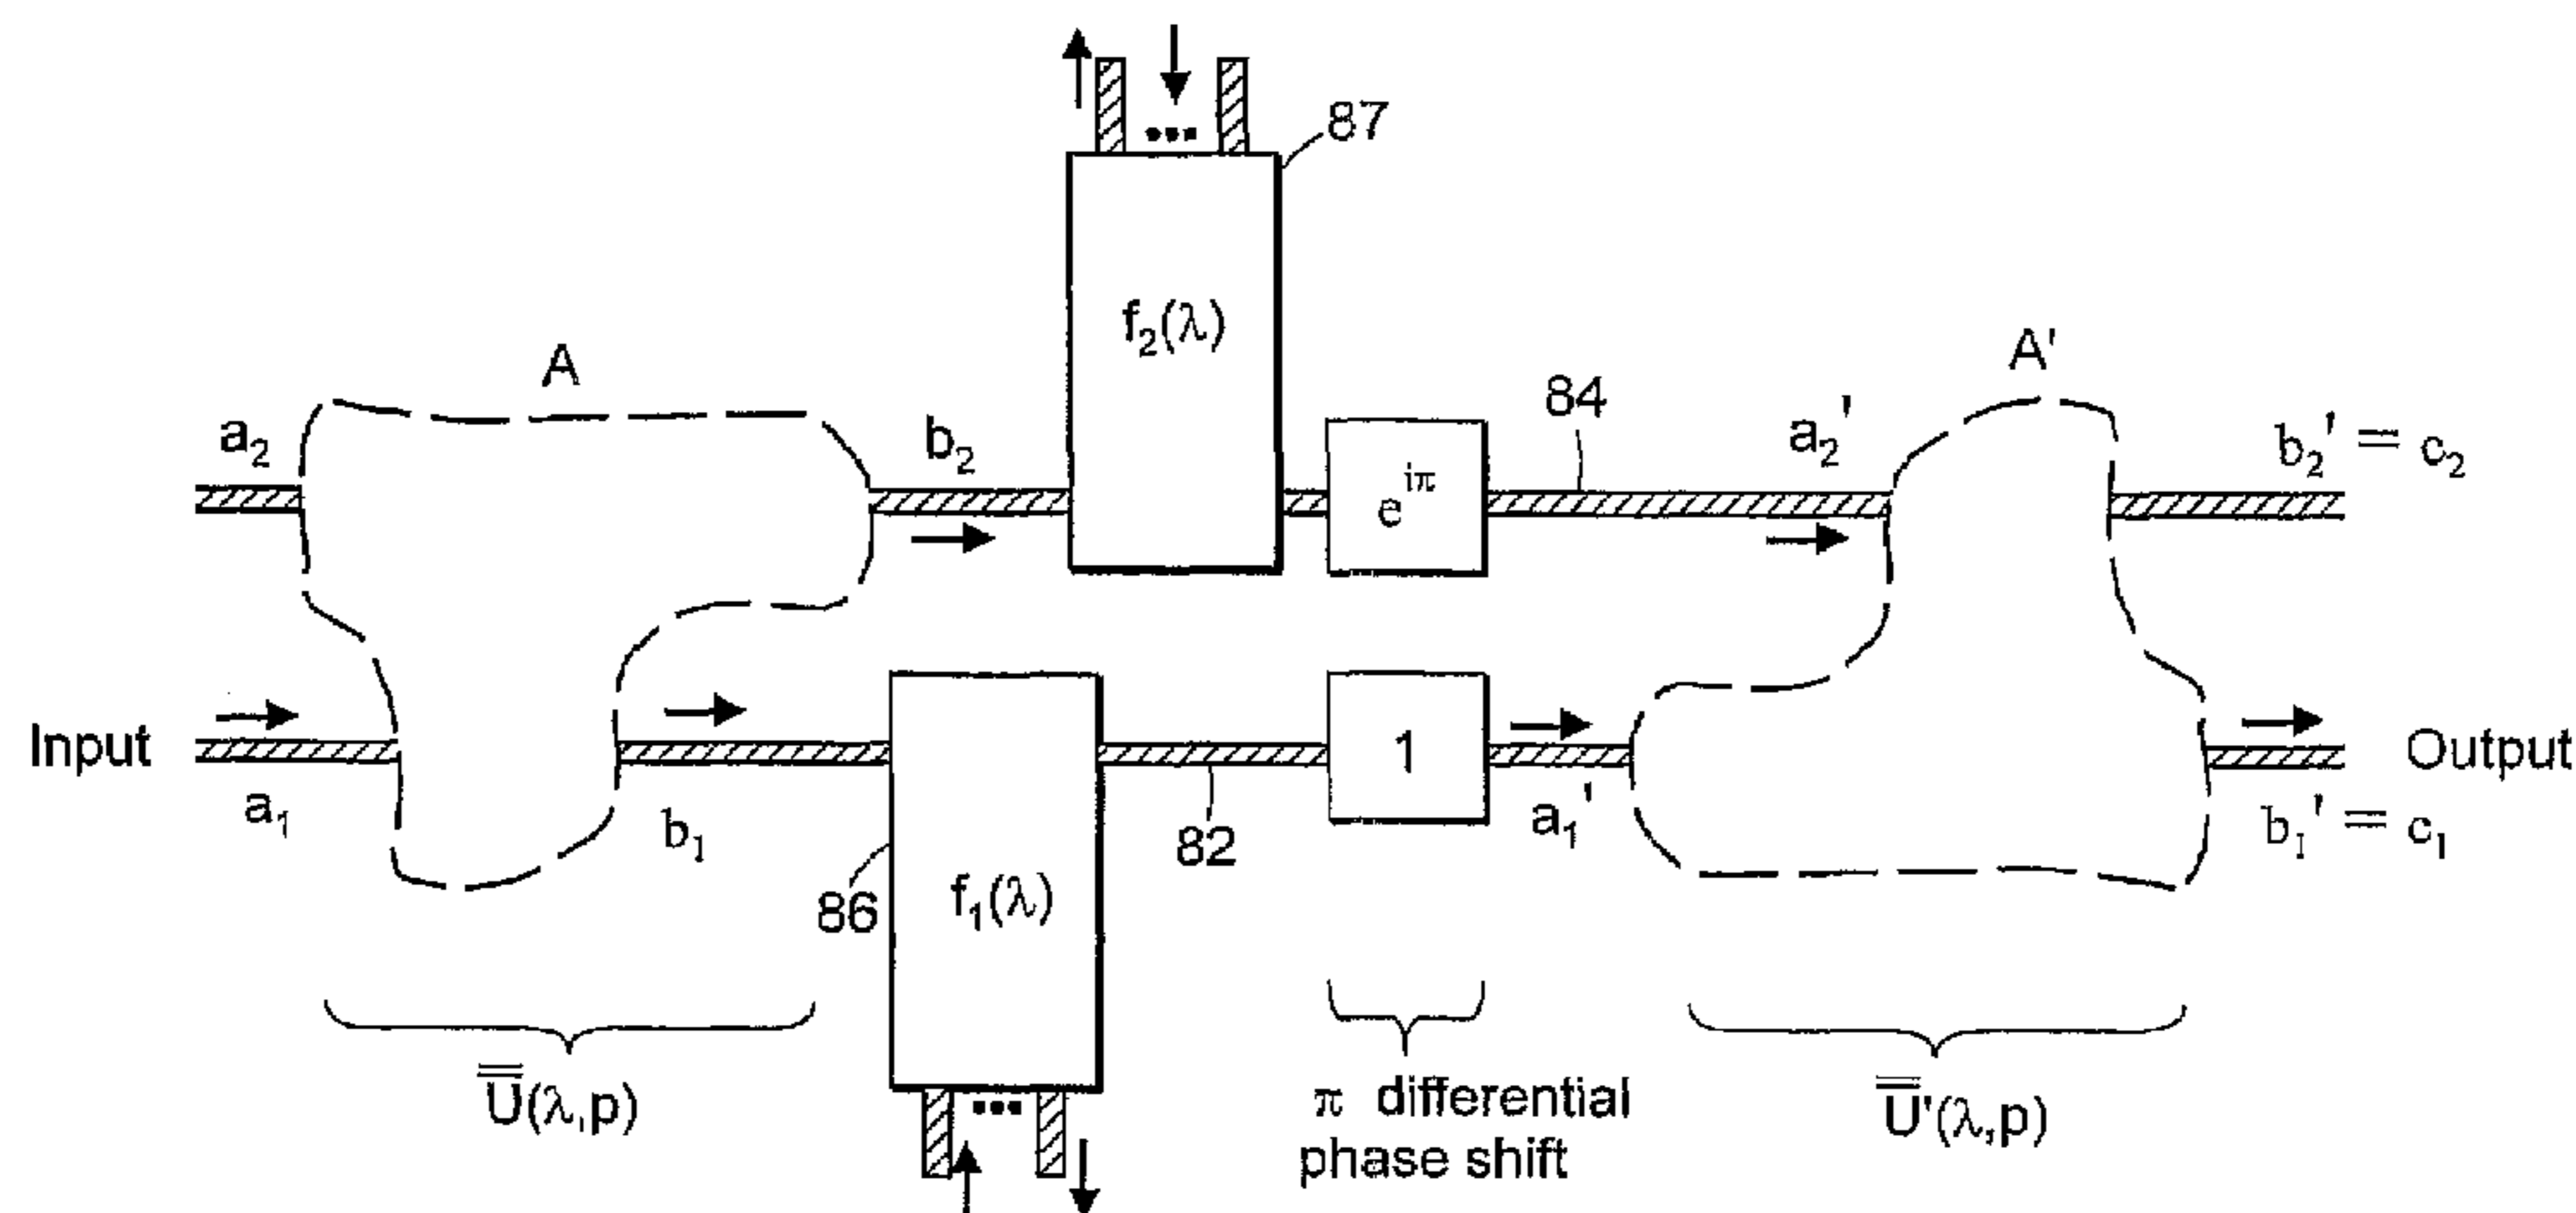 87
f₂(λ)
A
A'
84
a₂
b₂
a₂'
b₂' = c₂
e^iπ
Input
Output
1
a₁
b₁
82
a₁'
b₁' = c₁
86
f₁(λ)
U̿(λ,p)
π differential
phase shift
U̿'(λ,p)